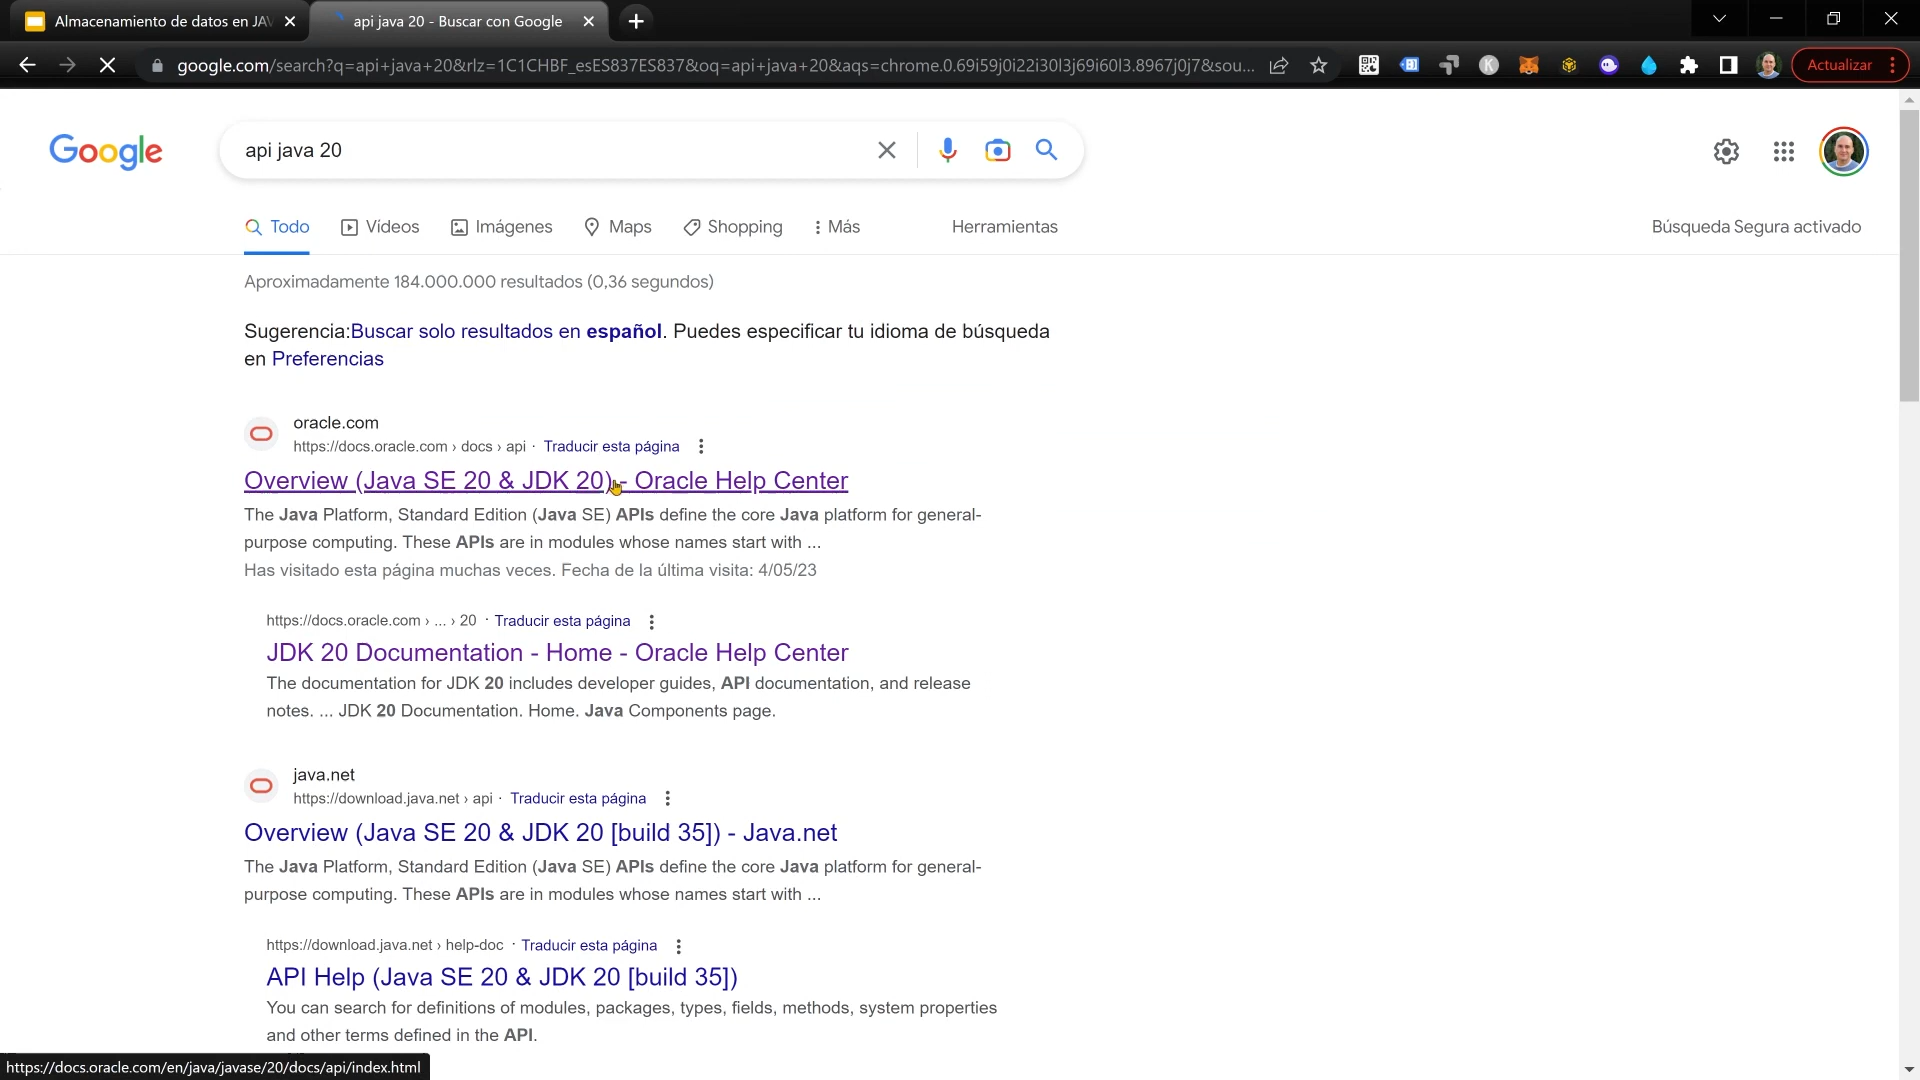 Almacenamiento de datos en JAV
api java 20 - Buscar con Google
google.com/search?q=api+java+20&rlz=1C1CHBF_esES837ES837&oq=api+java+20&aqs=chrome.0.69i59j0i22i30l3j69i60l3.8967j0j7&sou...
Actualizar
Google
api java 20
Todo
Vídeos
Imágenes
Maps
Shopping
Más
Herramientas
Búsqueda Segura activado
Aproximadamente 184.000.000 resultados (0,36 segundos)
Sugerencia:Buscar solo resultados en español. Puedes especificar tu idioma de búsqueda
en Preferencias
oracle.com
https://docs.oracle.com › docs › api · Traducir esta página
Overview (Java SE 20 & JDK 20) - Oracle Help Center
The Java Platform, Standard Edition (Java SE) APIs define the core Java platform for general-
purpose computing. These APIs are in modules whose names start with ...
Has visitado esta página muchas veces. Fecha de la última visita: 4/05/23
https://docs.oracle.com › ... › 20 · Traducir esta página
JDK 20 Documentation - Home - Oracle Help Center
The documentation for JDK 20 includes developer guides, API documentation, and release
notes. ... JDK 20 Documentation. Home. Java Components page.
java.net
https://download.java.net › api · Traducir esta página
Overview (Java SE 20 & JDK 20 [build 35]) - Java.net
The Java Platform, Standard Edition (Java SE) APIs define the core Java platform for general-
purpose computing. These APIs are in modules whose names start with ...
https://download.java.net › help-doc · Traducir esta página
API Help (Java SE 20 & JDK 20 [build 35])
You can search for definitions of modules, packages, types, fields, methods, system properties
and other terms defined in the API.
https://docs.oracle.com/en/java/javase/20/docs/api/index.html